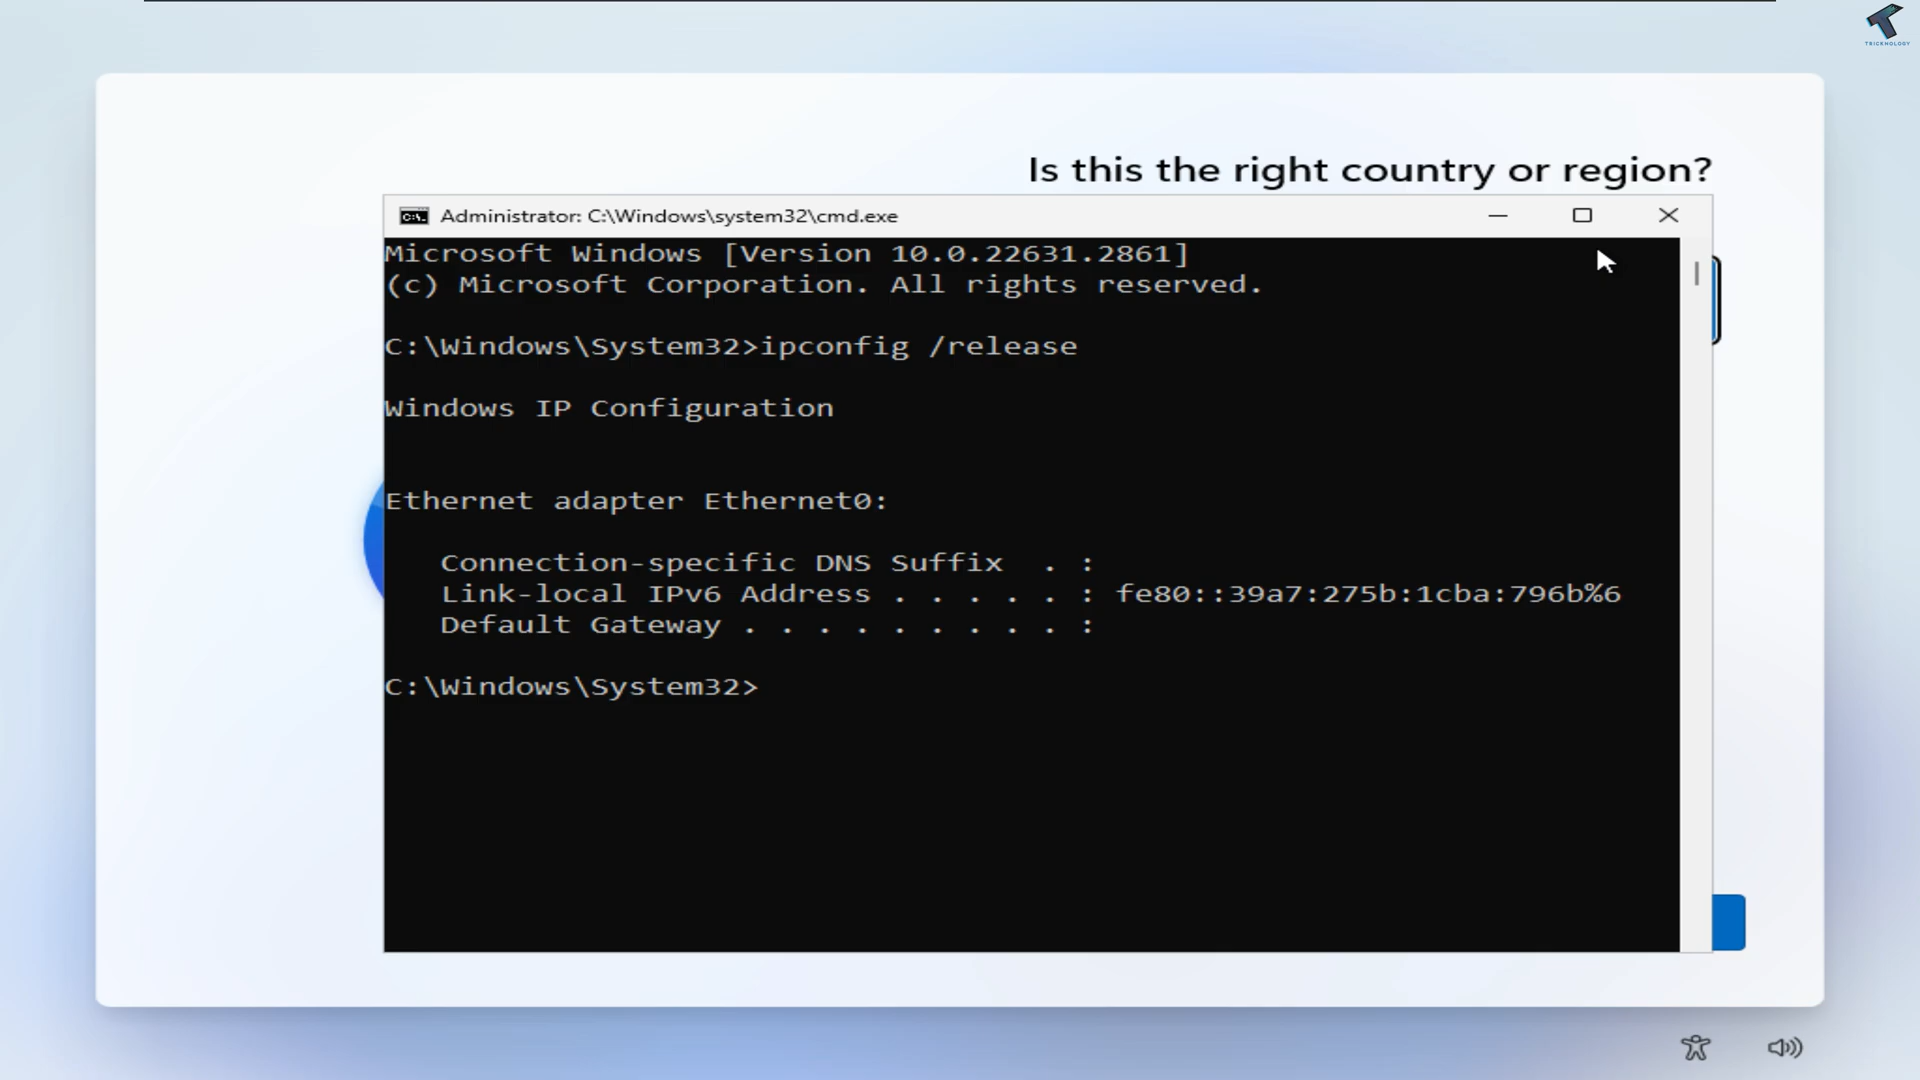 TRICKNOLOGY
Is this the right country or region?
Administrator: C:\Windows\system32\cmd.exe
Microsoft Windows [Version 10.0.22631.2861]
(c) Microsoft Corporation. All rights reserved.
C:\Windows\System32>ipconfig /release
Windows IP Configuration
Ethernet adapter Ethernet0:
Connection-specific DNS Suffix  . :
Link-local IPv6 Address . . . . . : fe80::39a7:275b:1cba:796b%6
Default Gateway . . . . . . . . . :
C:\Windows\System32>